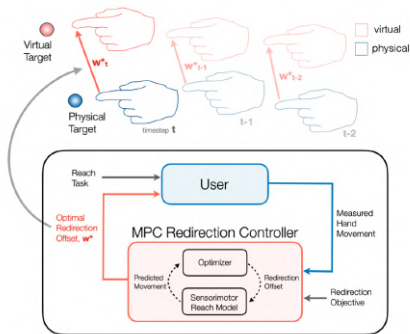 Virtual
Target
w*t
w*t-1
w*t-2
virtual
physical
Physical
Target
timestep t
t-1
t-2
Reach
Task
User
Optimal
Redirection
Offset, w*
MPC Redirection Controller
Measured
Hand
Movement
Optimizer
Predicted
Movement
Redirection
Offset
Sensorimotor
Reach Model
Redirection
Objective